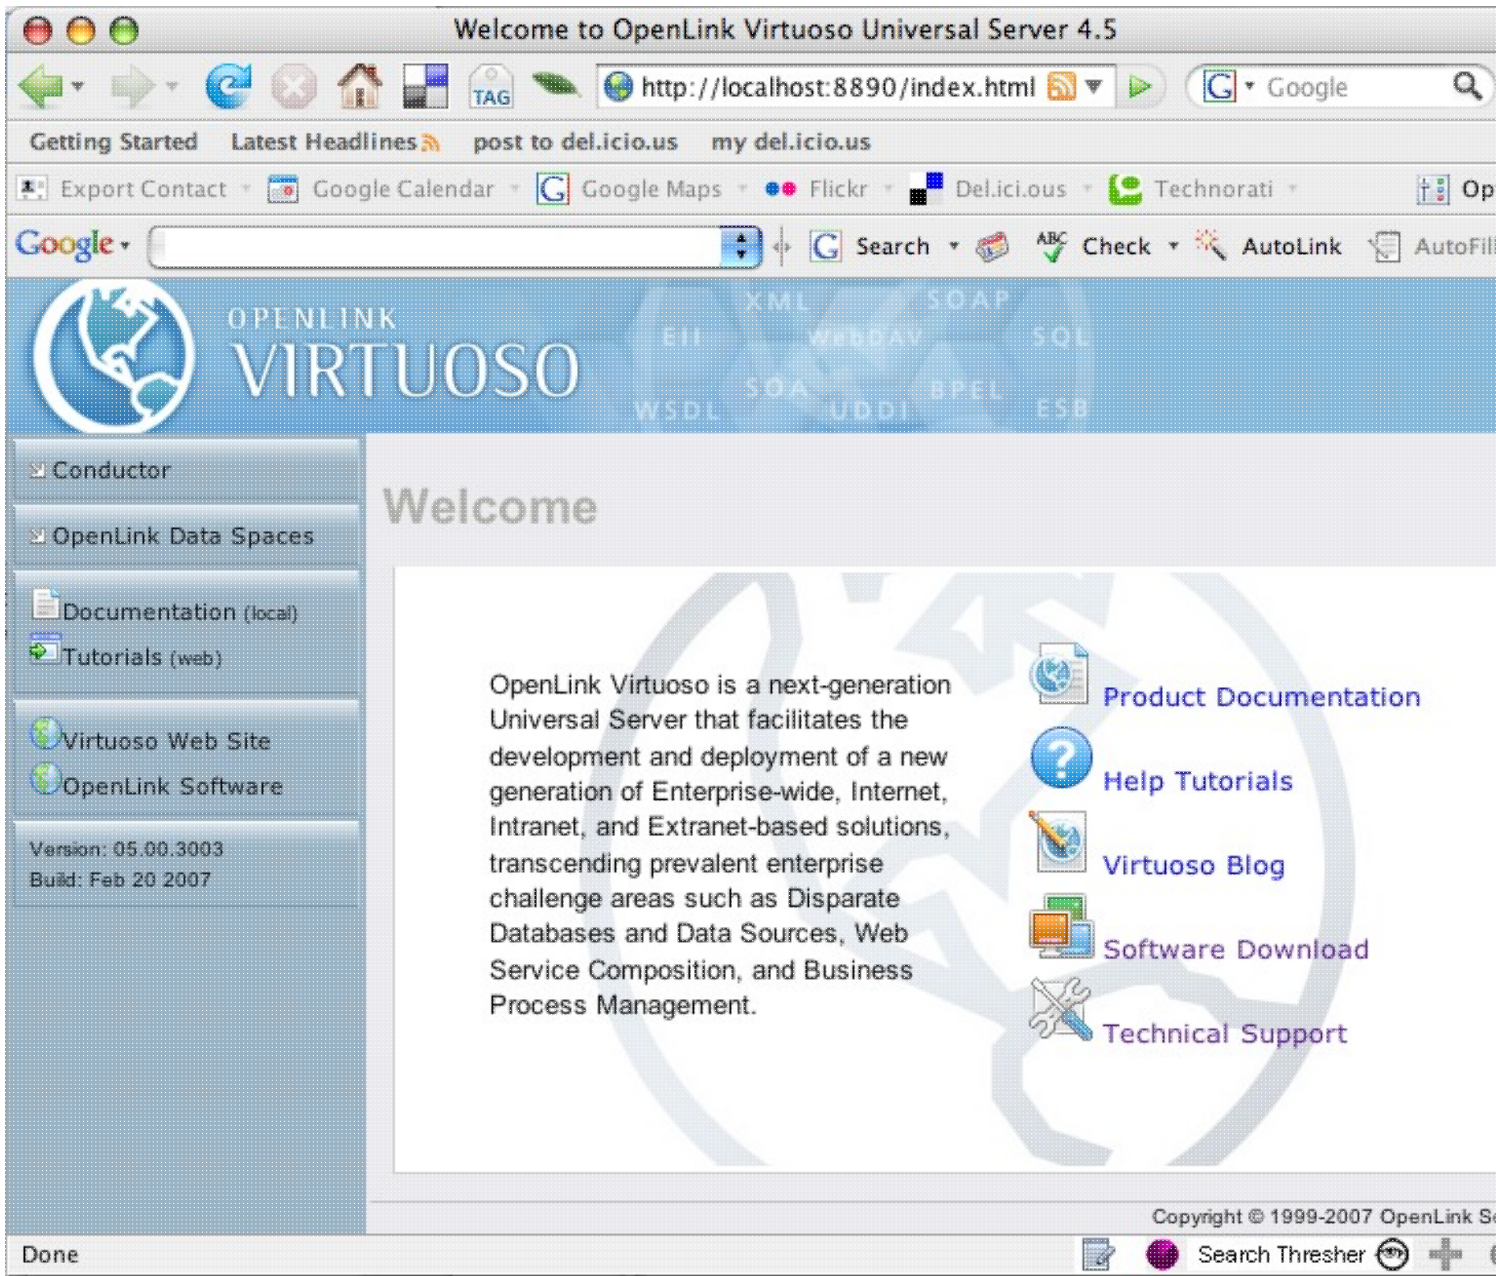 Welcome to OpenLink Virtuoso Universal Server 4.5
TAG
http://localhost:8890/index.html
G Google
Getting Started Latest Headlines post to del.icio.us my del.icio.us
Export Contact Google Calendar G Google Maps Flickr Del.ici.ous Technorati Op
Google G Search ABC Check AutoLink AutoFill
OPENLINK
VIRTUOSO
XML SOAP
EII WebDAV SQL
SOA BPEL
WSDL UDDI ESB
Conductor
OpenLink Data Spaces
Documentation (local)
Tutorials (web)
Virtuoso Web Site
OpenLink Software
Version: 05.00.3003
Build: Feb 20 2007
Welcome
OpenLink Virtuoso is a next-generation
Universal Server that facilitates the
development and deployment of a new
generation of Enterprise-wide, Internet,
Intranet, and Extranet-based solutions,
transcending prevalent enterprise
challenge areas such as Disparate
Databases and Data Sources, Web
Service Composition, and Business
Process Management.
Product Documentation
Help Tutorials
Virtuoso Blog
Software Download
Technical Support
Copyright © 1999-2007 OpenLink S
Done
Search Thresher